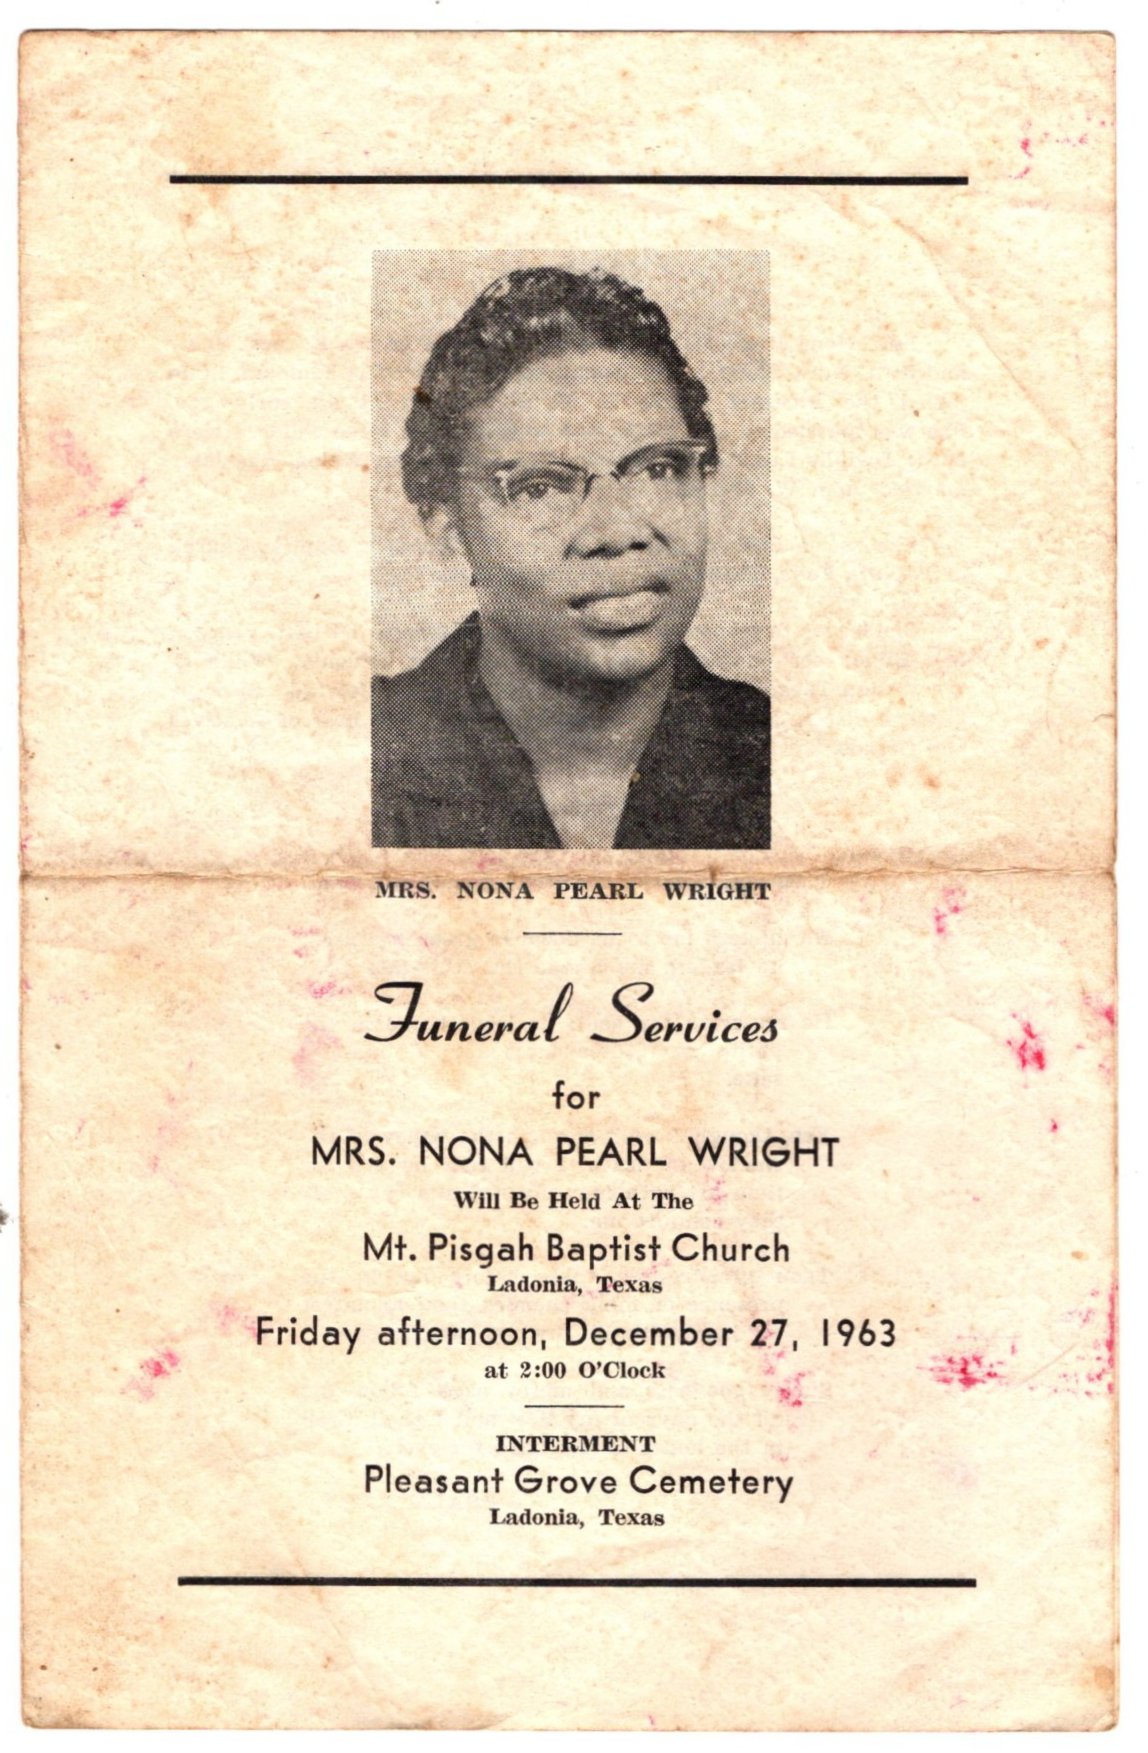 MRS. NONA PEARL WRIGHT
Funeral Services
for
MRS. NONA PEARL WRIGHT
Will Be Held At The
Mt. Pisgah Baptist Church
Ladonia, Texas
Friday afternoon, December 27, 1963
at 2:00 O'Clock
INTERMENT
Pleasant Grove Cemetery
Ladonia, Texas